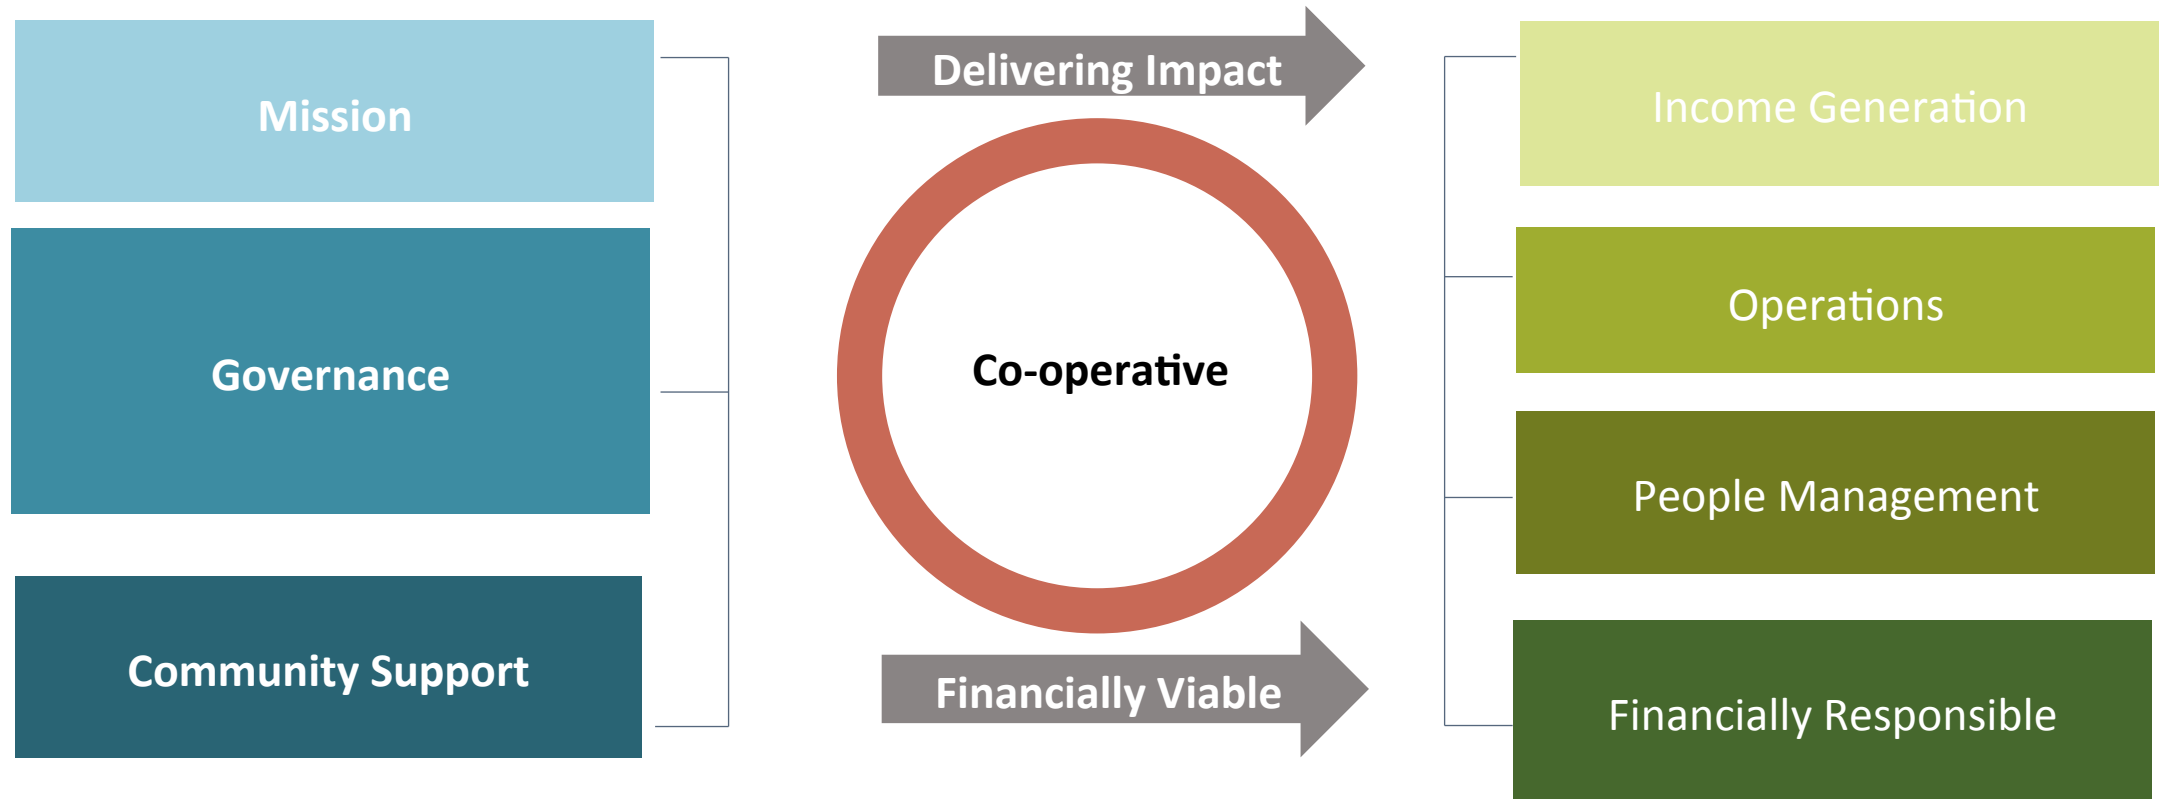 Mission
Governance
Community Support
Delivering Impact
Co-operative
Financially Viable
Income Generation
Operations
People Management
Financially Responsible